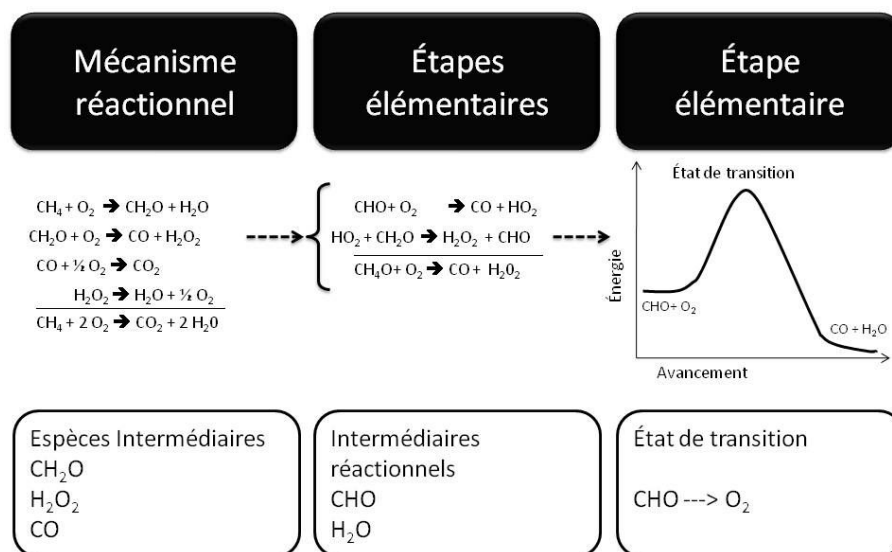 Mécanisme
réactionnel
Étapes
élémentaires
Étape
élémentaire
CH₄ + O₂ ➔ CH₂O + H₂O
CH₂O + O₂ ➔ CO + H₂O₂
CO + ½ O₂ ➔ CO₂
H₂O₂ ➔ H₂O + ½ O₂
CH₄ + 2 O₂ ➔ CO₂ + 2 H₂0
CHO + O₂ ➔ CO + HO₂
HO₂ + CH₂O ➔ H₂O₂ + CHO
CH₄O + O₂ ➔ CO + H₂0₂
État de transition
Énergie
CHO + O₂
CO + H₂O
Avancement
Espèces Intermédiaires
CH₂O
H₂O₂
CO
Intermédiaires
réactionnels
CHO
H₂O
État de transition
CHO ---> O₂